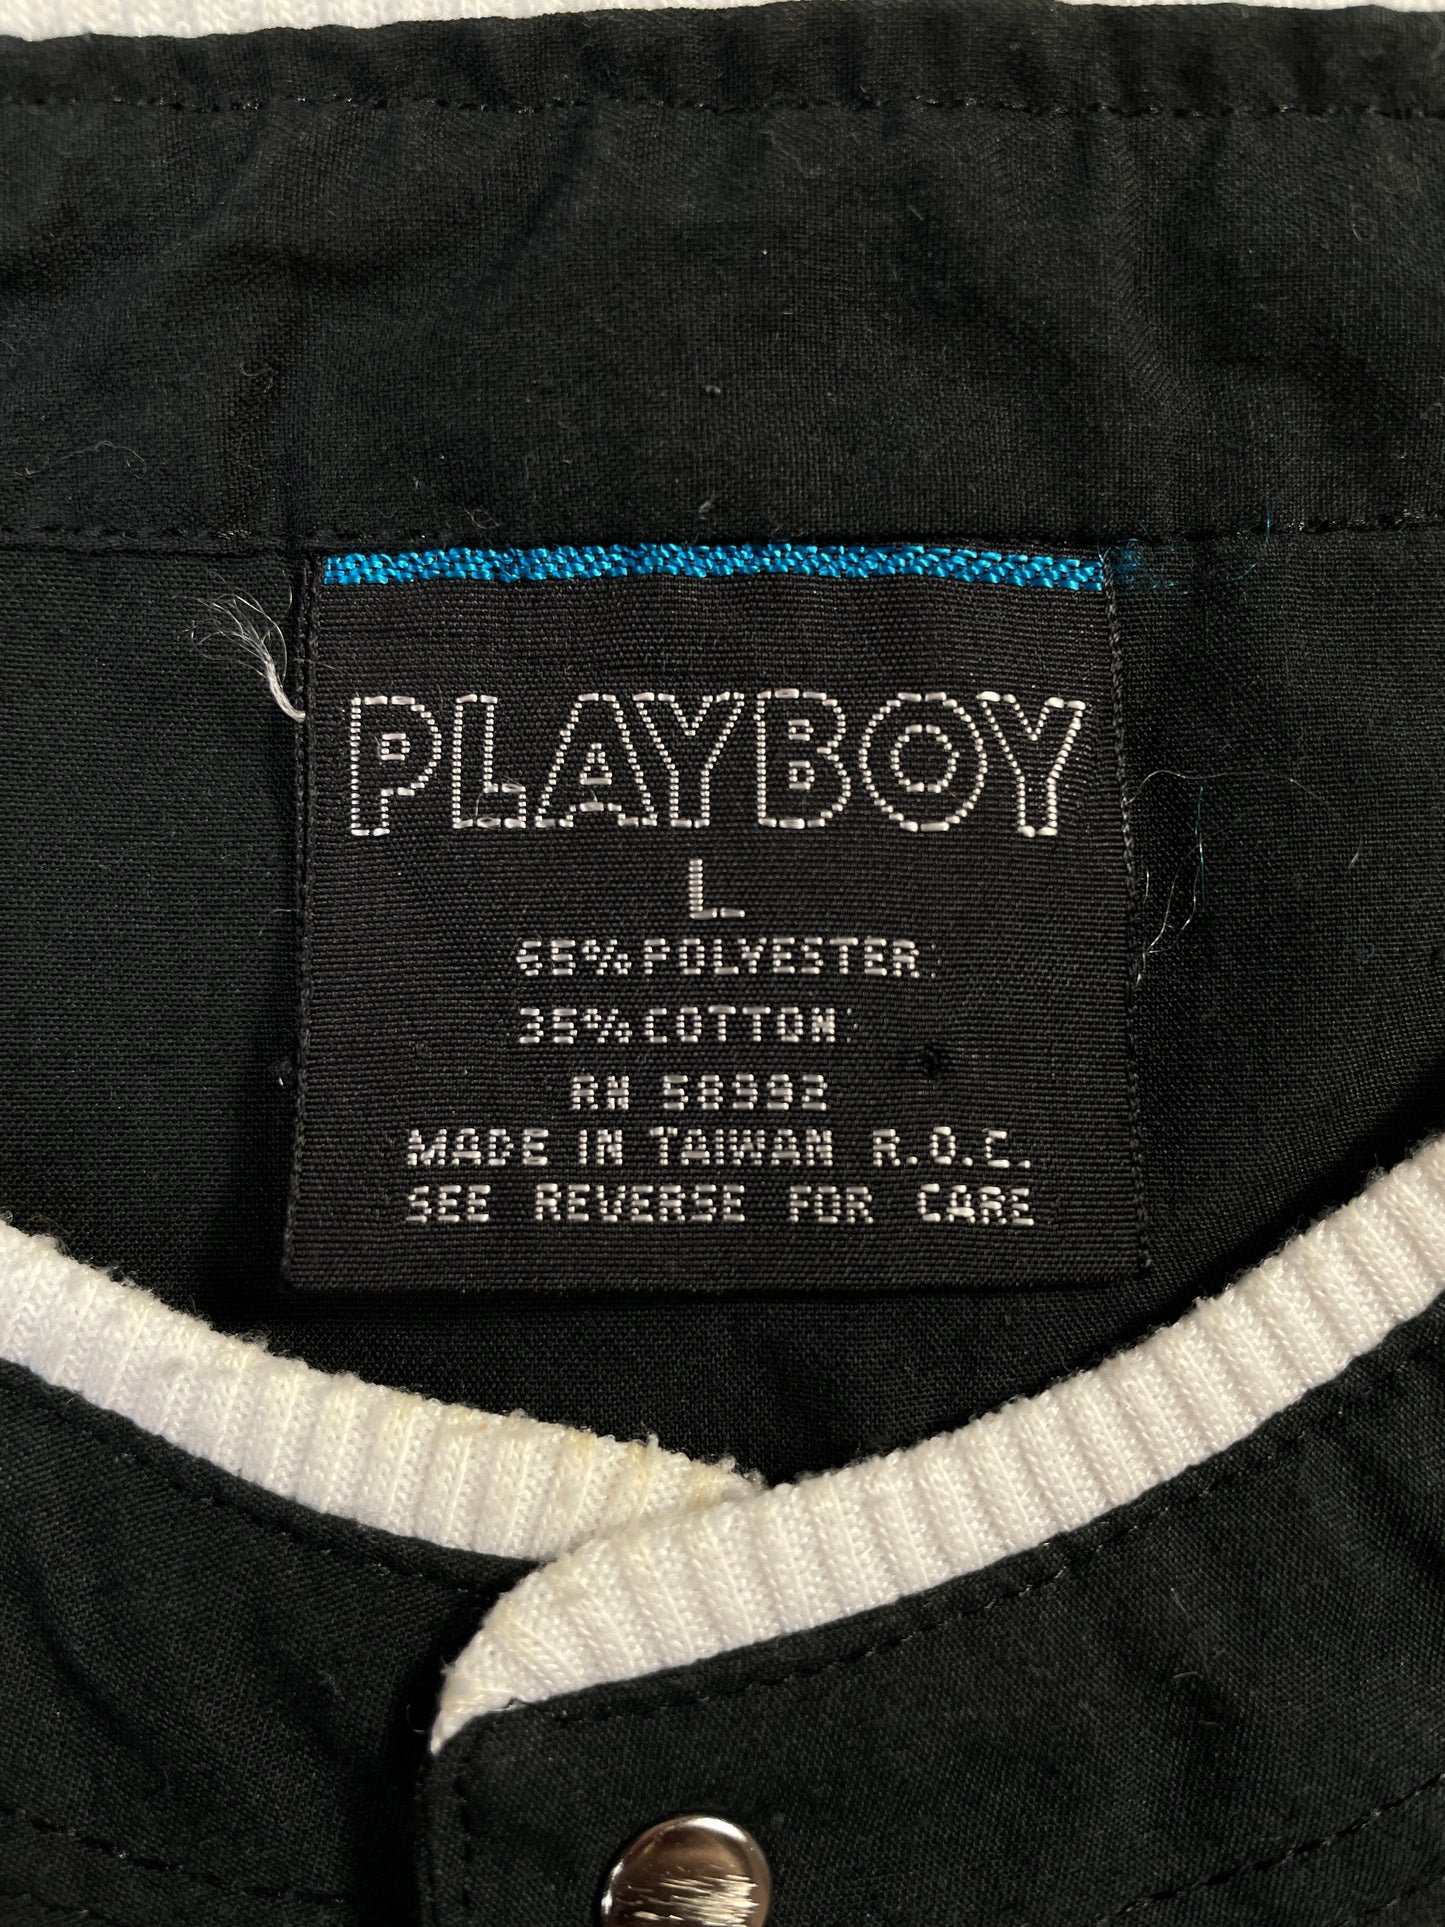 PLAYBOY
L
65% POLYESTER
35% COTTON
RN 58992
MADE IN TAIWAN R.O.C.
SEE REVERSE FOR CARE